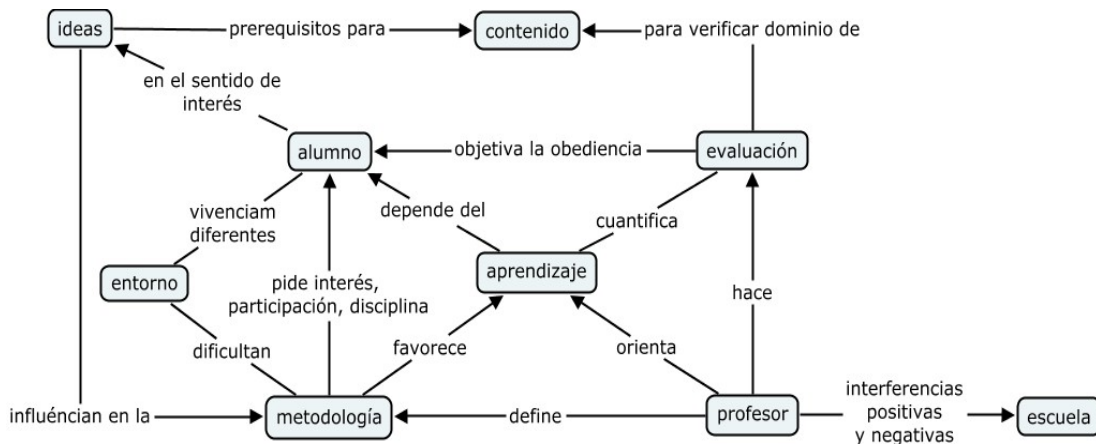 ideas
prerequisitos para
contenido
para verificar dominio de
en el sentido de
interés
alumno
objetiva la obediencia
evaluación
vivenciam
diferentes
depende del
cuantifica
entorno
aprendizaje
pide interés,
participación, disciplina
hace
dificultan
favorece
orienta
influéncian en la
metodología
define
profesor
interferencias
positivas
y negativas
escuela